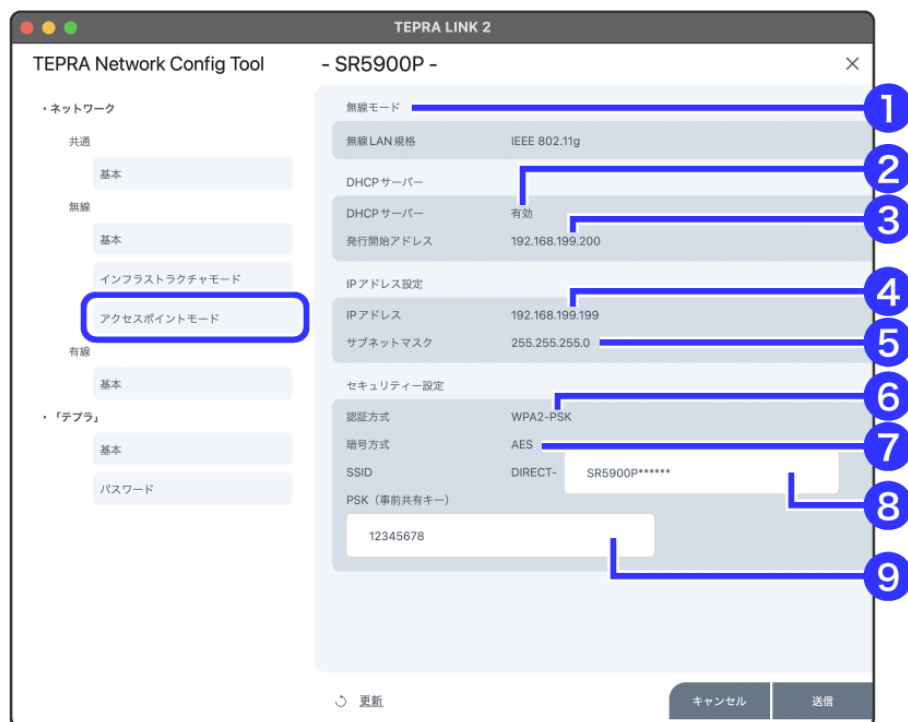 TEPRA LINK 2
TEPRA Network Config Tool
- SR5900P -
・ネットワーク
共通
基本
無線
基本
インフラストラクチャモード
アクセスポイントモード
有線
基本
・「テプラ」
基本
パスワード
無線モード
1
無線LAN規格 IEEE 802.11g
DHCPサーバー
2
DHCPサーバー 有効
3
発行開始アドレス 192.168.199.200
IPアドレス設定
4
IPアドレス 192.168.199.199
サブネットマスク 255.255.255.0
5
セキュリティー設定
6
認証方式 WPA2-PSK
暗号方式 AES
7
SSID DIRECT- SR5900P******
8
PSK（事前共有キー）
12345678
9
更新
キャンセル
送信